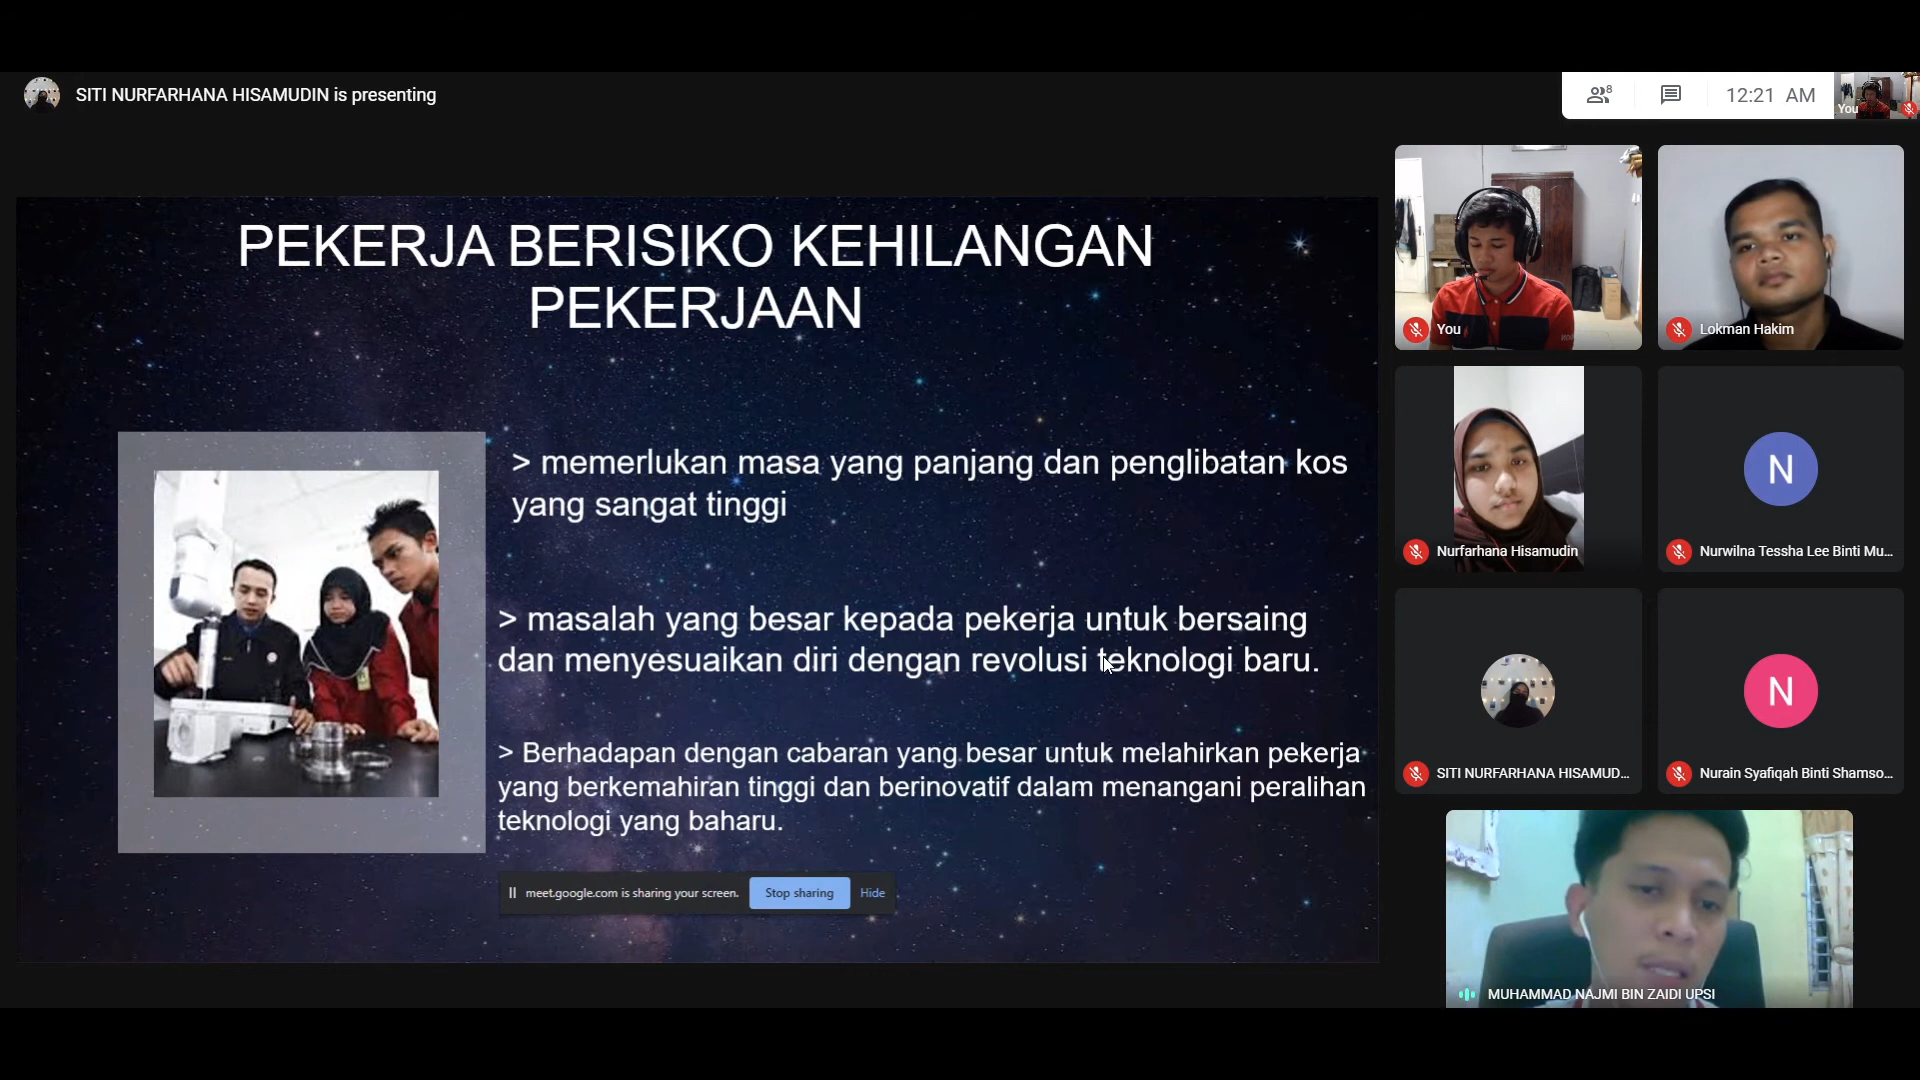 SITI NURFARHANA HISAMUDIN is presenting
8
12:21 AM
You
PEKERJA BERISIKO KEHILANGAN
PEKERJAAN
> memerlukan masa yang panjang dan penglibatan kos
yang sangat tinggi
> masalah yang besar kepada pekerja untuk bersaing
dan menyesuaikan diri dengan revolusi teknologi baru.
> Berhadapan dengan cabaran yang besar untuk melahirkan pekerja
yang berkemahiran tinggi dan berinovatif dalam menangani peralihan
teknologi yang baharu.
meet.google.com is sharing your screen. Stop sharing Hide
You
Lokman Hakim
Nurfarhana Hisamudin
N
Nurwilna Tessha Lee Binti Mu...
SITI NURFARHANA HISAMUD...
N
Nurain Syafiqah Binti Shamso...
MUHAMMAD NAJMI BIN ZAIDI UPSI